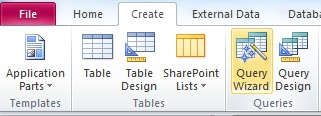 File Home Create External Data Datab
Application Parts
Table
Table Design
SharePoint Lists
Query Wizard
Query Design
Templates Tables Queries